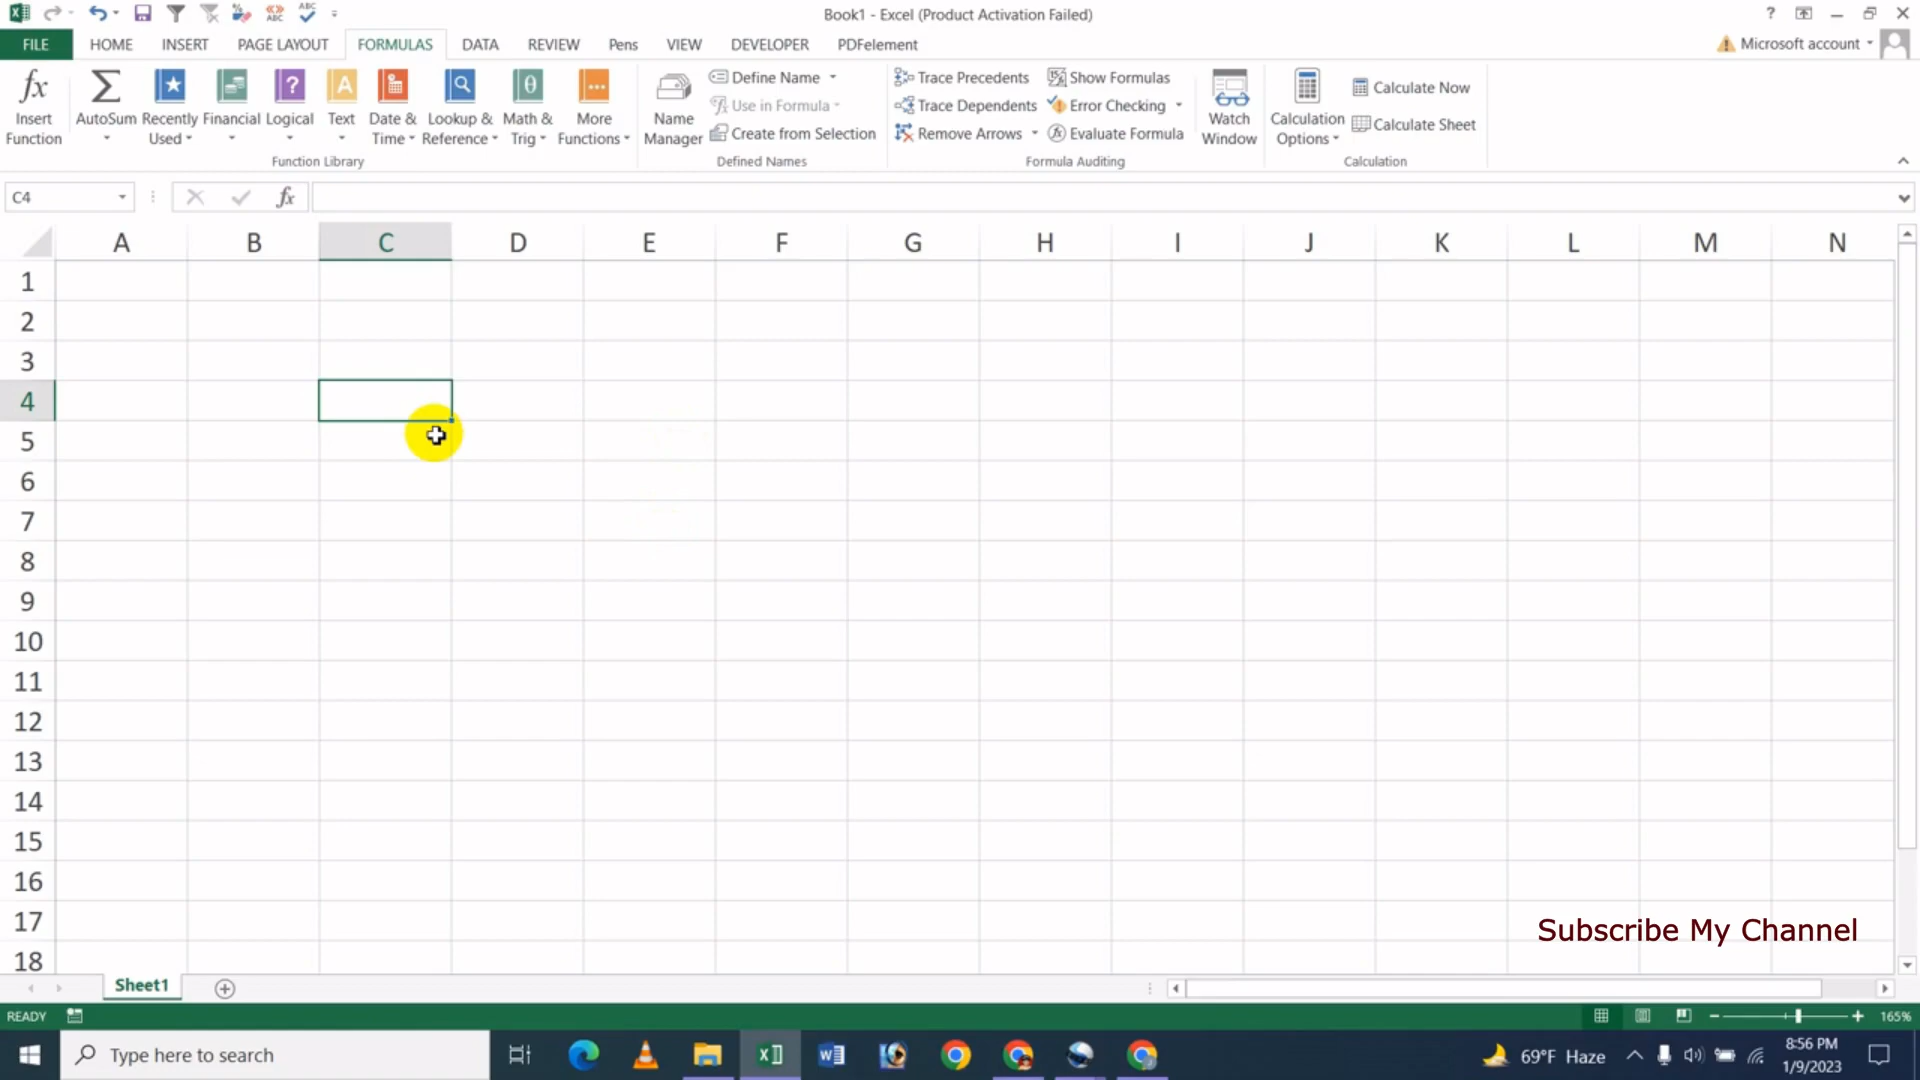 Book1 - Excel (Product Activation Failed)
FILE HOME INSERT PAGE LAYOUT FORMULAS DATA REVIEW Pens VIEW DEVELOPER PDFelement Microsoft account
Insert Function
AutoSum
Recently Used
Financial
Logical
Text
Date & Time
Lookup & Reference
Math & Trig
More Functions
Function Library
Name Manager
Define Name
Use in Formula
Create from Selection
Defined Names
Trace Precedents
Trace Dependents
Remove Arrows
Show Formulas
Error Checking
Evaluate Formula
Formula Auditing
Watch Window
Calculation Options
Calculate Now
Calculate Sheet
Calculation
C4 fx
A B C D E F G H I J K L M N
1
2
3
4
5
6
7
8
9
10
11
12
13
14
15
16
17
18
Subscribe My Channel
Sheet1
READY 165%
Type here to search
69°F Haze
8:56 PM
1/9/2023